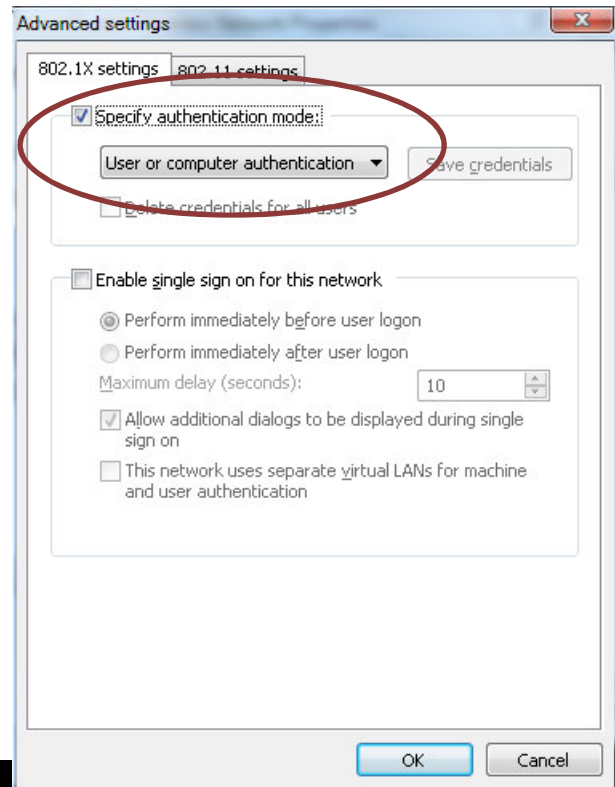 Advanced settings
802.1X settings
802.11 settings
Specify authentication mode:
User or computer authentication
Save credentials
Delete credentials for all users
Enable single sign on for this network
Perform immediately before user logon
Perform immediately after user logon
Maximum delay (seconds):
10
Allow additional dialogs to be displayed during single
sign on
This network uses separate virtual LANs for machine
and user authentication
OK
Cancel